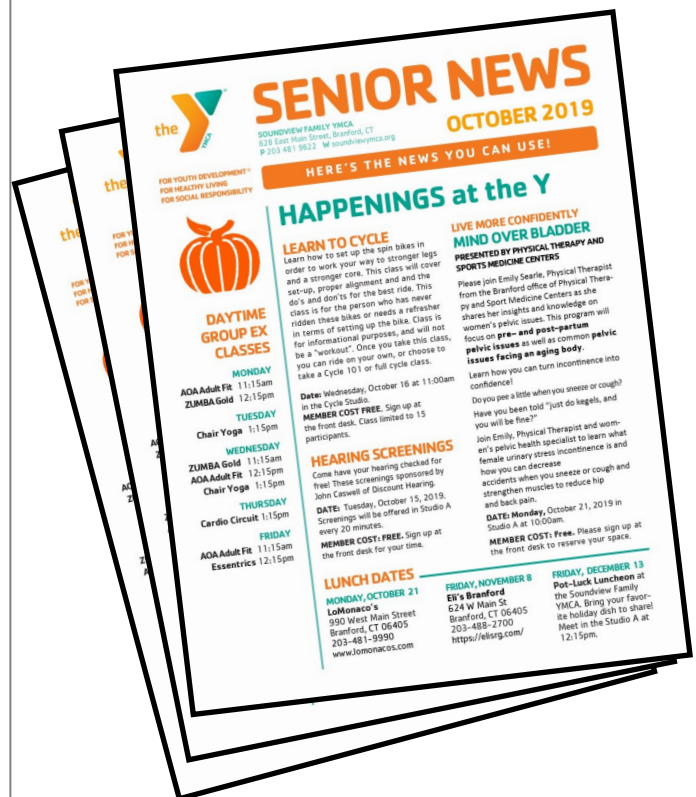 the
YMCA
SENIOR NEWS
SOUNDVIEW FAMILY YMCA
628 East Main Street, Branford, CT
P 203 481 9622 W soundviewymca.org
OCTOBER 2019
HERE'S THE NEWS YOU CAN USE!
FOR YOUTH DEVELOPMENT®
FOR HEALTHY LIVING
FOR SOCIAL RESPONSIBILITY
DAYTIME
GROUP EX
CLASSES
MONDAY
AOA Adult Fit 11:15am
ZUMBA Gold 12:15pm
TUESDAY
Chair Yoga 1:15pm
WEDNESDAY
ZUMBA Gold 11:15am
AOA Adult Fit 12:15pm
Chair Yoga 1:15pm
THURSDAY
Cardio Circuit 1:15pm
FRIDAY
AOA Adult Fit 11:15am
Essentrics 12:15pm
HAPPENINGS at the Y
LEARN TO CYCLE
Learn how to set up the spin bikes in
order to work your way to stronger legs
and a stronger core. This class will cover
set-up, proper alignment and and the
do's and don'ts for the best ride. This
class is for the person who has never
ridden these bikes or needs a refresher
in terms of setting up the bike. Class is
for informational purposes, and will not
be a "workout". Once you take this class,
you can ride on your own, or choose to
take a Cycle 101 or full cycle class.
Date: Wednesday, October 16 at 11:00am
in the Cycle Studio.
MEMBER COST FREE. Sign up at
the front desk. Class limited to 15
participants.
HEARING SCREENINGS
Come have your hearing checked for
free! These screenings sponsored by
John Caswell of Discount Hearing.
DATE: Tuesday, October 15, 2019.
Screenings will be offered in Studio A
every 20 minutes.
MEMBER COST: FREE. Sign up at
the front desk for your time.
LIVE MORE CONFIDENTLY
MIND OVER BLADDER
PRESENTED BY PHYSICAL THERAPY AND
SPORTS MEDICINE CENTERS
Please join Emily Searle, Physical Therapist
from the Branford office of Physical Thera-
py and Sport Medicine Centers as she
shares her insights and knowledge on
women's pelvic issues. This program will
focus on pre- and post-partum
pelvic issues as well as common pelvic
issues facing an aging body.
Learn how you can turn incontinence into
confidence!
Do you pee a little when you sneeze or cough?
Have you been told "just do kegels, and
you will be fine?"
Join Emily, Physical Therapist and wom-
en's pelvic health specialist to learn what
female urinary stress incontinence is and
how you can decrease
accidents when you sneeze or cough and
strengthen muscles to reduce hip
and back pain.
DATE: Monday, October 21, 2019 in
Studio A at 10:00am.
MEMBER COST: Free. Please sign up at
the front desk to reserve your space.
LUNCH DATES
MONDAY, OCTOBER 21
LoMonaco's
990 West Main Street
Branford, CT 06405
203-481-9990
www.lomonacos.com
FRIDAY, NOVEMBER 8
Eli's Branford
624 W Main St
Branford, CT 06405
203-488-2700
https://elisrg.com/
FRIDAY, DECEMBER 13
Pot-Luck Luncheon at
the Soundview Family
YMCA. Bring your favor-
ite holiday dish to share!
Meet in the Studio A at
12:15pm.